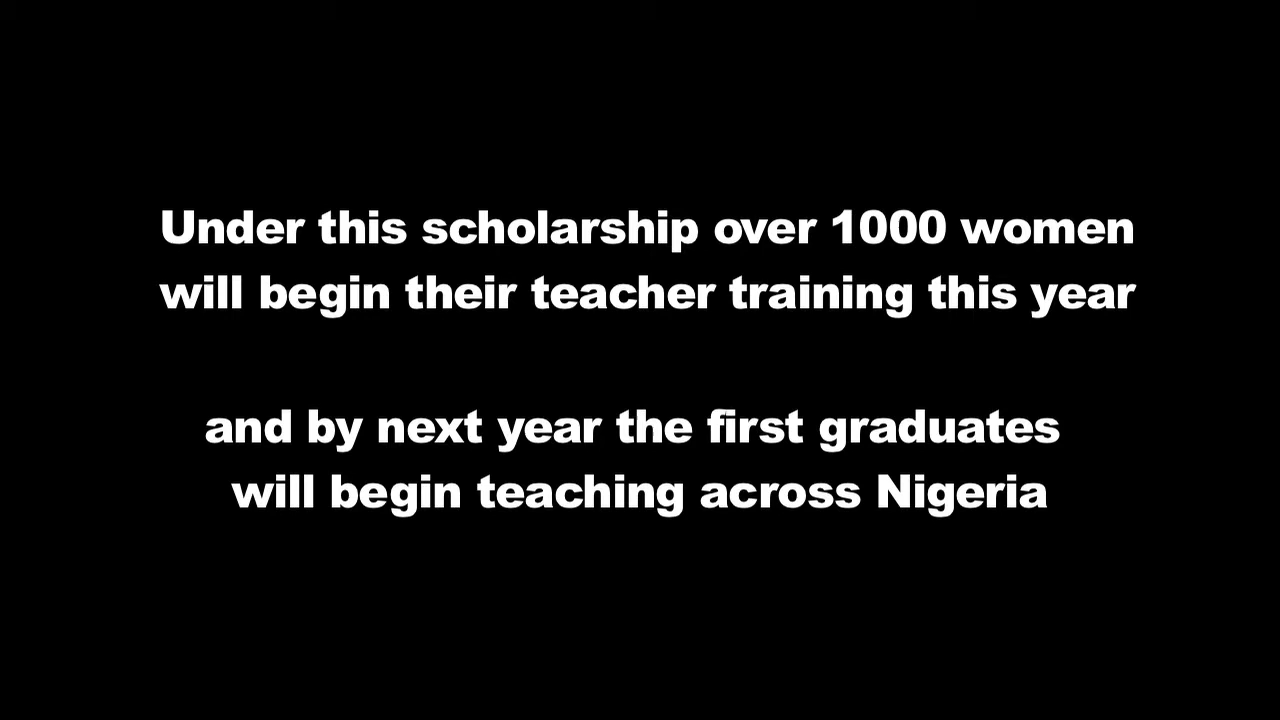 Under this scholarship over 1000 women
will begin their teacher training this year
and by next year the first graduates
will begin teaching across Nigeria